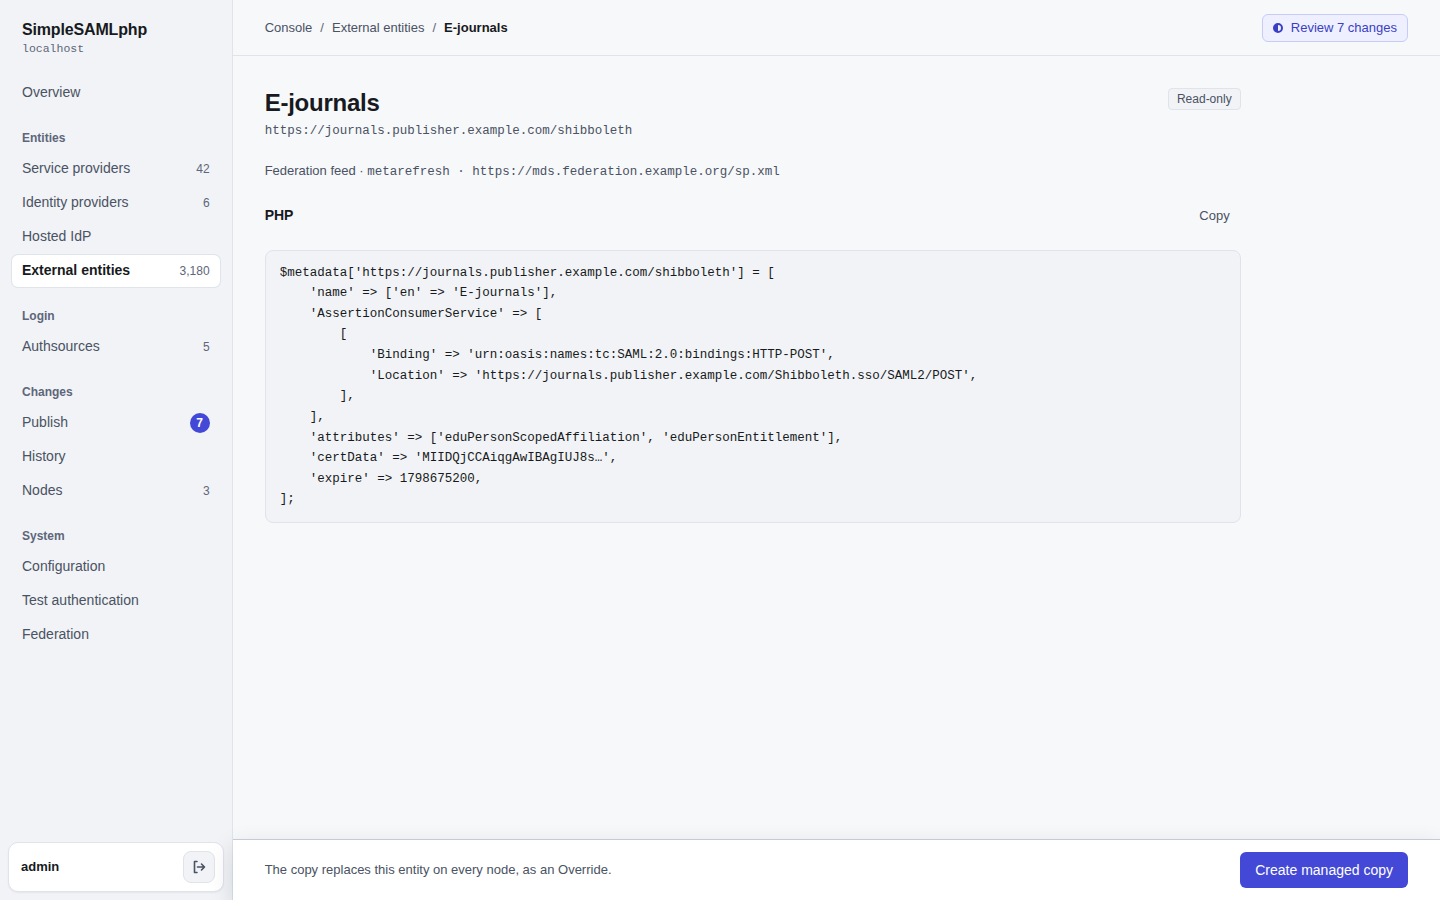 SimpleSAMLphp
localhost
Overview
Entities
Service providers 42
Identity providers 6
Hosted IdP
External entities 3,180
Login
Authsources 5
Changes
Publish 7
History
Nodes 3
System
Configuration
Test authentication
Federation
admin
Console / External entities / E-journals
Review 7 changes
E-journals
Read-only
https://journals.publisher.example.com/shibboleth
Federation feed · metarefresh · https://mds.federation.example.org/sp.xml
PHP
Copy
$metadata['https://journals.publisher.example.com/shibboleth'] = [
    'name' => ['en' => 'E-journals'],
    'AssertionConsumerService' => [
        [
            'Binding' => 'urn:oasis:names:tc:SAML:2.0:bindings:HTTP-POST',
            'Location' => 'https://journals.publisher.example.com/Shibboleth.sso/SAML2/POST',
        ],
    ],
    'attributes' => ['eduPersonScopedAffiliation', 'eduPersonEntitlement'],
    'certData' => 'MIIDQjCCAiqgAwIBAgIUJ8s…',
    'expire' => 1798675200,
];
The copy replaces this entity on every node, as an Override.
Create managed copy